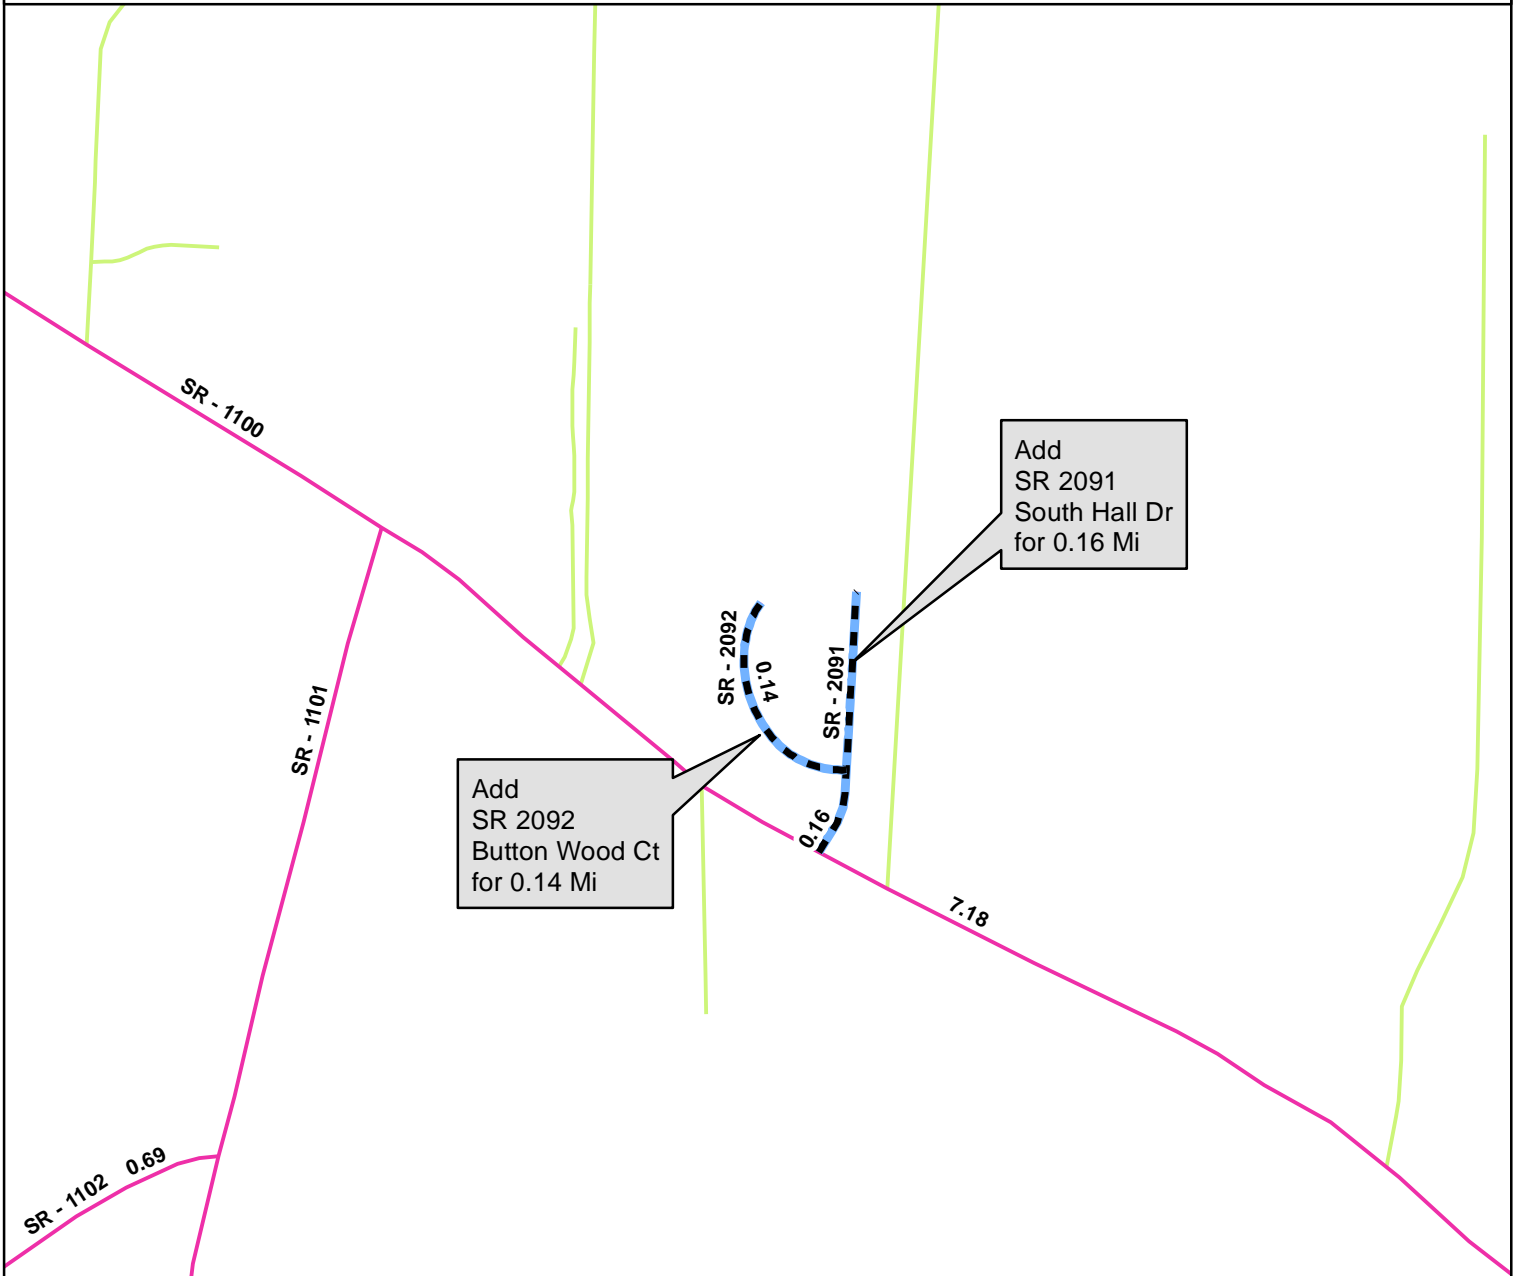 SR - 1100
Add
SR 2091
South Hall Dr
for 0.16 Mi
SR - 2092
0.14
SR - 2091
SR - 1101
Add
SR 2092
Button Wood Ct
for 0.14 Mi
0.16
7.18
SR - 1102 0.69